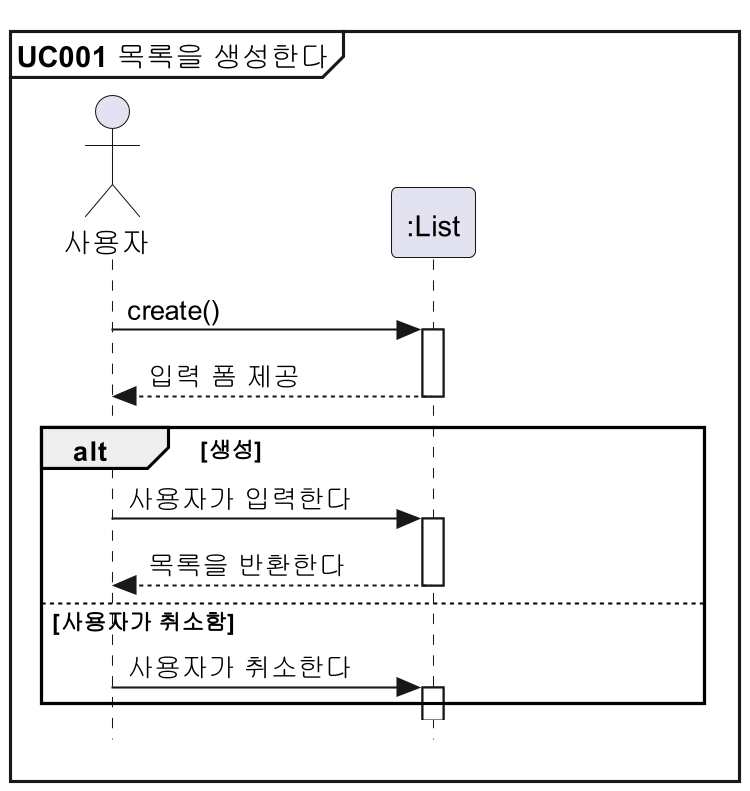 UC001 목록을 생성한다
사용자
:List
create()
입력 폼 제공
alt [생성]
사용자가 입력한다
목록을 반환한다
[사용자가 취소함]
사용자가 취소한다